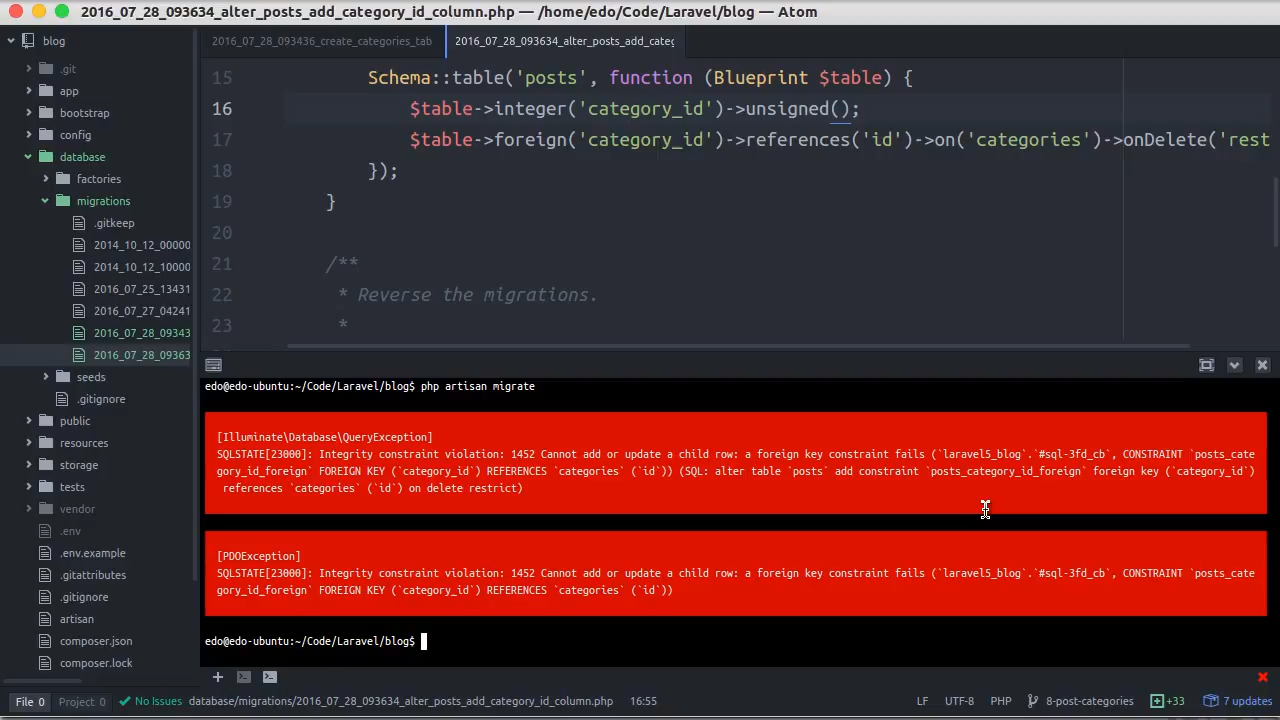 2016_07_28_093634_alter_posts_add_category_id_column.php — /home/edo/Code/Laravel/blog — Atom
blog
.git
app
bootstrap
config
database
factories
migrations
.gitkeep
2014_10_12_00000
2014_10_12_10000
2016_07_25_13431
2016_07_27_04241
2016_07_28_09343
2016_07_28_09363
seeds
.gitignore
public
resources
storage
tests
vendor
.env
.env.example
.gitattributes
.gitignore
artisan
composer.json
composer.lock
2016_07_28_093436_create_categories_tab
2016_07_28_093634_alter_posts_add_categ
15 Schema::table('posts', function (Blueprint $table) {
16 $table->integer('category_id')->unsigned();
17 $table->foreign('category_id')->references('id')->on('categories')->onDelete('rest
18 });
19 }
20
21 /**
22 * Reverse the migrations.
23 *
edo@edo-ubuntu:~/Code/Laravel/blog$ php artisan migrate
[Illuminate\Database\QueryException]
SQLSTATE[23000]: Integrity constraint violation: 1452 Cannot add or update a child row: a foreign key constraint fails (`laravel5_blog`.`#sql-3fd_cb`, CONSTRAINT `posts_cate
gory_id_foreign` FOREIGN KEY (`category_id`) REFERENCES `categories` (`id`)) (SQL: alter table `posts` add constraint `posts_category_id_foreign` foreign key (`category_id`)
references `categories` (`id`) on delete restrict)
[PDOException]
SQLSTATE[23000]: Integrity constraint violation: 1452 Cannot add or update a child row: a foreign key constraint fails (`laravel5_blog`.`#sql-3fd_cb`, CONSTRAINT `posts_cate
gory_id_foreign` FOREIGN KEY (`category_id`) REFERENCES `categories` (`id`))
edo@edo-ubuntu:~/Code/Laravel/blog$
File 0 Project 0 No Issues database/migrations/2016_07_28_093634_alter_posts_add_category_id_column.php 16:55 LF UTF-8 PHP 8-post-categories +33 7 updates